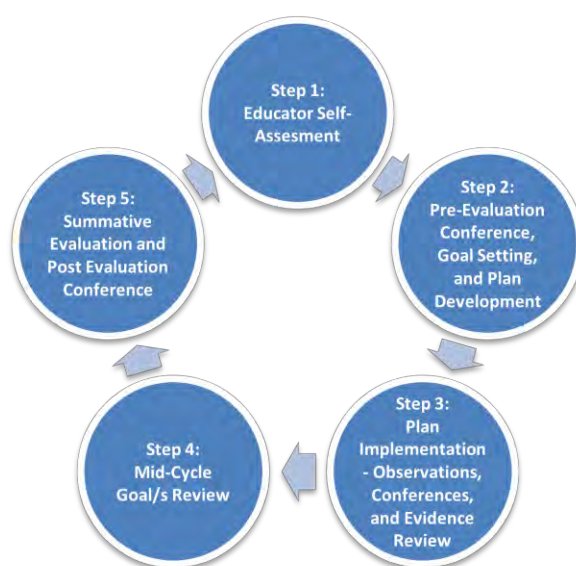 Step 1:
Educator Self-
Assesment
Step 2:
Pre-Evaluation
Conference,
Goal Setting,
and Plan
Development
Step 3:
Plan
Implementation
- Observations,
Conferences,
and Evidence
Review
Step 4:
Mid-Cycle
Goal/s Review
Step 5:
Summative
Evaluation and
Post Evaluation
Conference